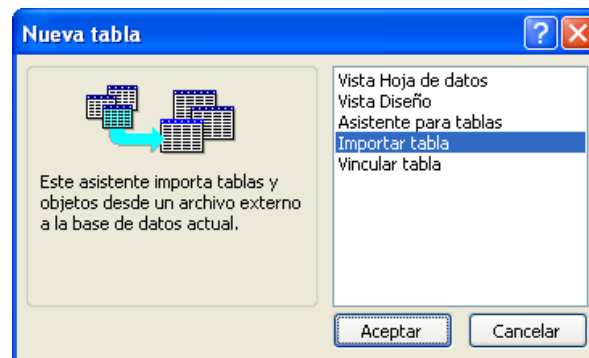 Nueva tabla
Este asistente importa tablas y
objetos desde un archivo externo
a la base de datos actual.
Vista Hoja de datos
Vista Diseño
Asistente para tablas
Importar tabla
Vincular tabla
Aceptar
Cancelar